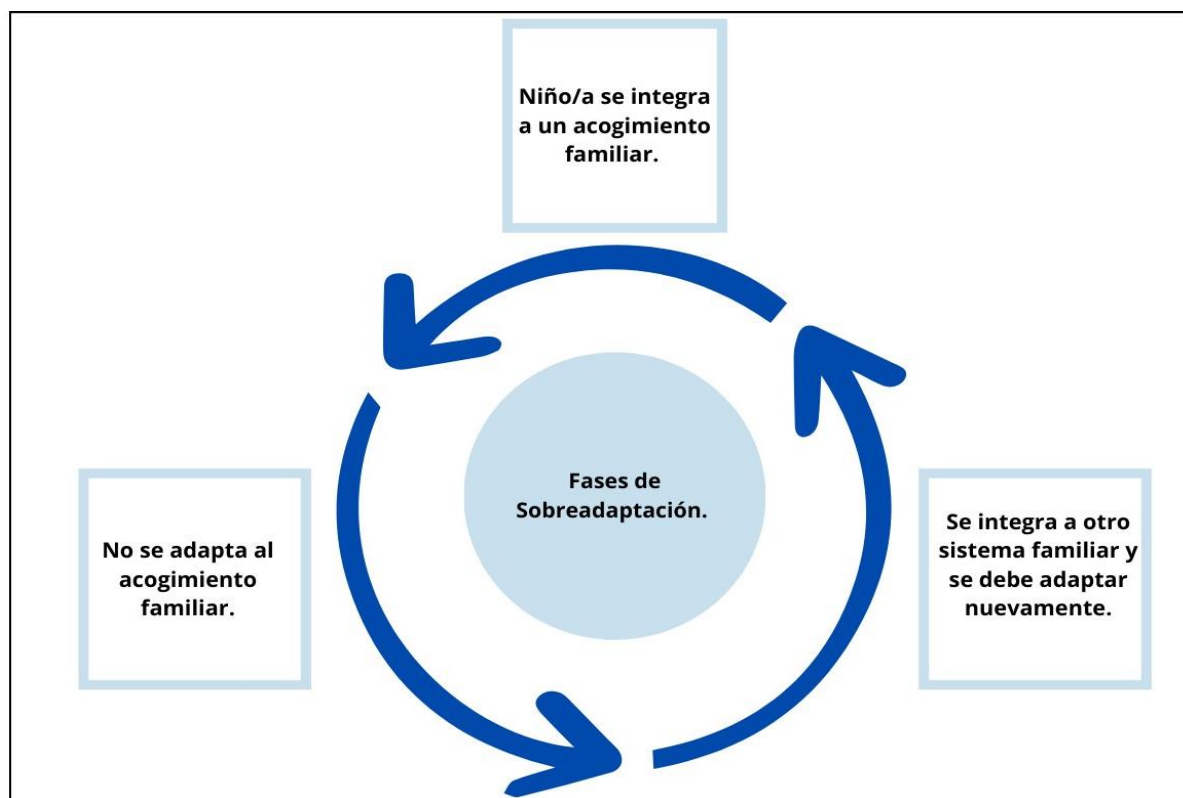 Niño/a se integra
a un acogimiento
familiar.
Fases de
Sobreadaptación.
No se adapta al
acogimiento
familiar.
Se integra a otro
sistema familiar y
se debe adaptar
nuevamente.